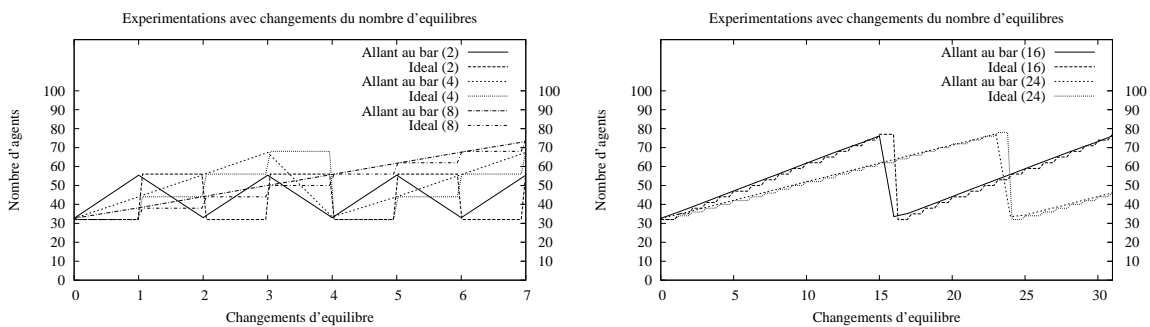 Experimentations avec changements du nombre d'equilibres
Allant au bar (2)
Ideal (2)
Allant au bar (4)
Ideal (4)
Allant au bar (8)
Ideal (8)
Nombre d'agents
100 100
90 90
80 80
70 70
60 60
50 50
40 40
30 30
20 20
10 10
0
0 1 2 3 4 5 6 7
Changements d'equilibre
Experimentations avec changements du nombre d'equilibres
Allant au bar (16)
Ideal (16)
Allant au bar (24)
Ideal (24)
Nombre d'agents
100 100
90 90
80 80
70 70
60 60
50 50
40 40
30 30
20 20
10 10
0
0 5 10 15 20 25 30
Changements d'equilibre